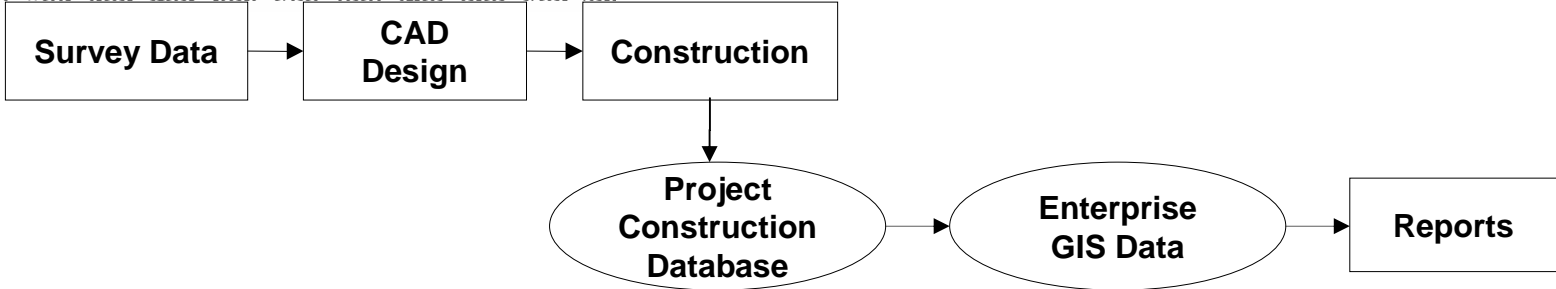 Survey Data
CAD
Design
Construction
Project
Construction
Database
Enterprise
GIS Data
Reports